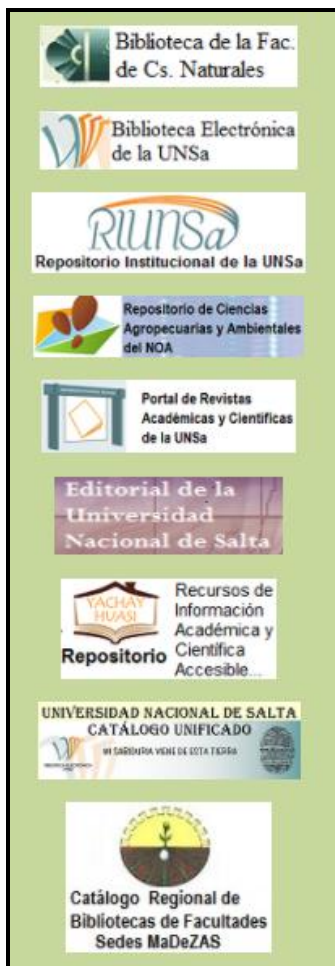 Biblioteca de la Fac.
de Cs. Naturales
Biblioteca Electrónica
de la UNSa
RIUNSa
Repositorio Institucional de la UNSa
Repositorio de Ciencias
Agropecuarias y Ambientales
del NOA
Portal de Revistas
Académicas y Científicas
de la UNSa
Editorial de la
Universidad
Nacional de Salta
YACHAY
HUASI
Repositorio
Recursos de
Información
Académica y
Científica
Accesible...
UNIVERSIDAD NACIONAL DE SALTA
CATÁLOGO UNIFICADO
MI SABIDURIA VIENE DE ESTA TIERRA
Catálogo Regional de
Bibliotecas de Facultades
Sedes MaDeZAS